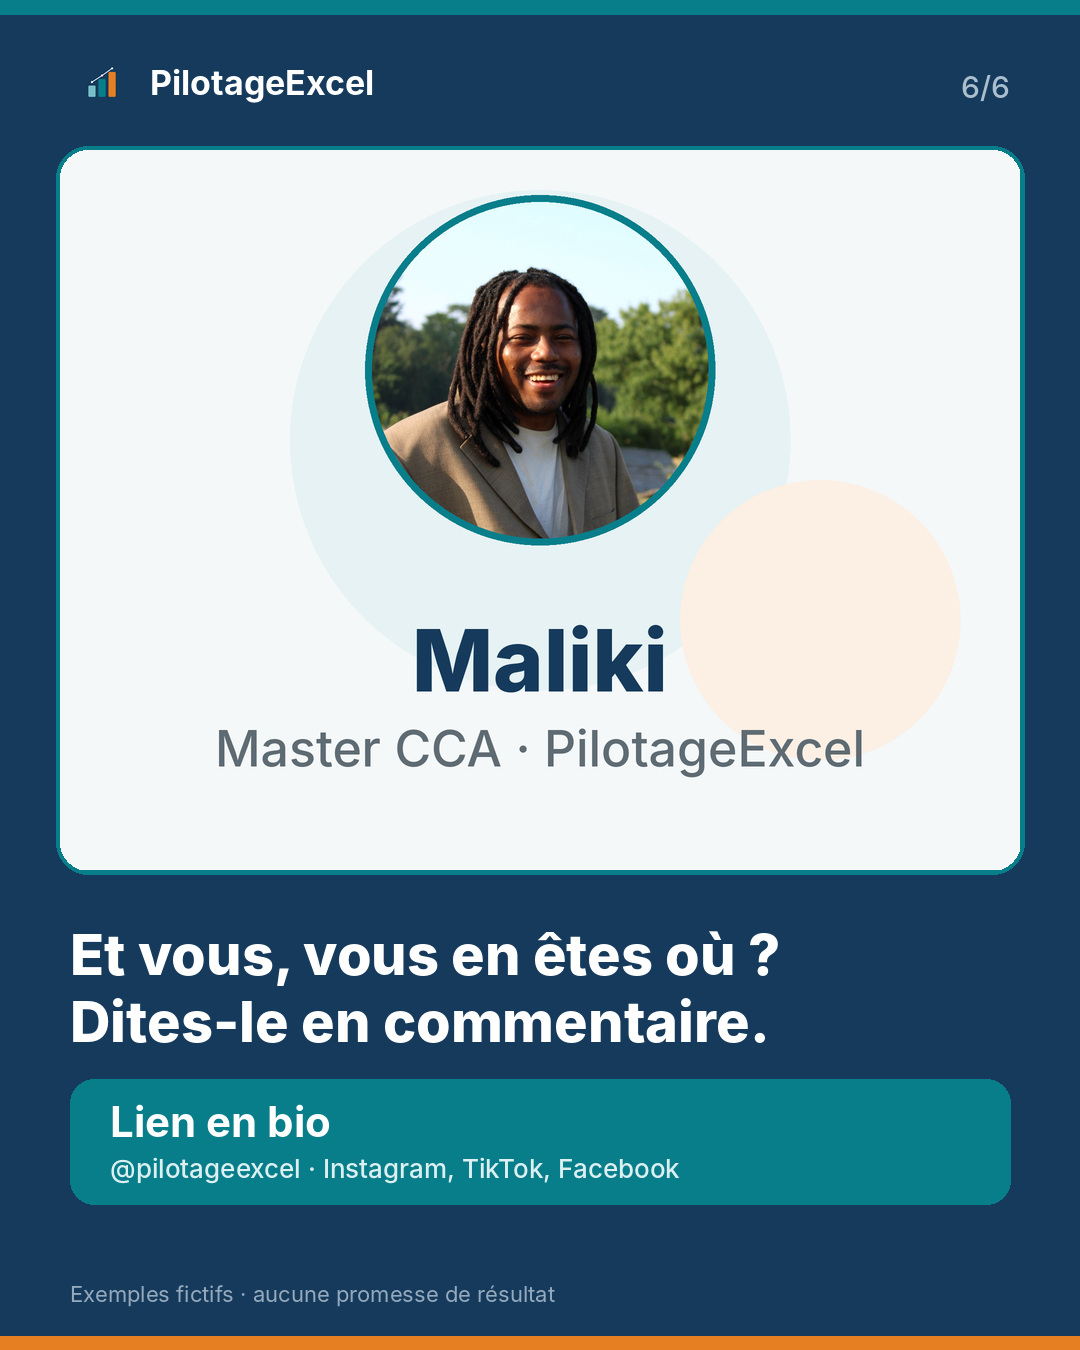 PilotageExcel
6/6
Maliki
Master CCA · PilotageExcel
Et vous, vous en êtes où ?
Dites-le en commentaire.
Lien en bio
@pilotageexcel · Instagram, TikTok, Facebook
Exemples fictifs · aucune promesse de résultat